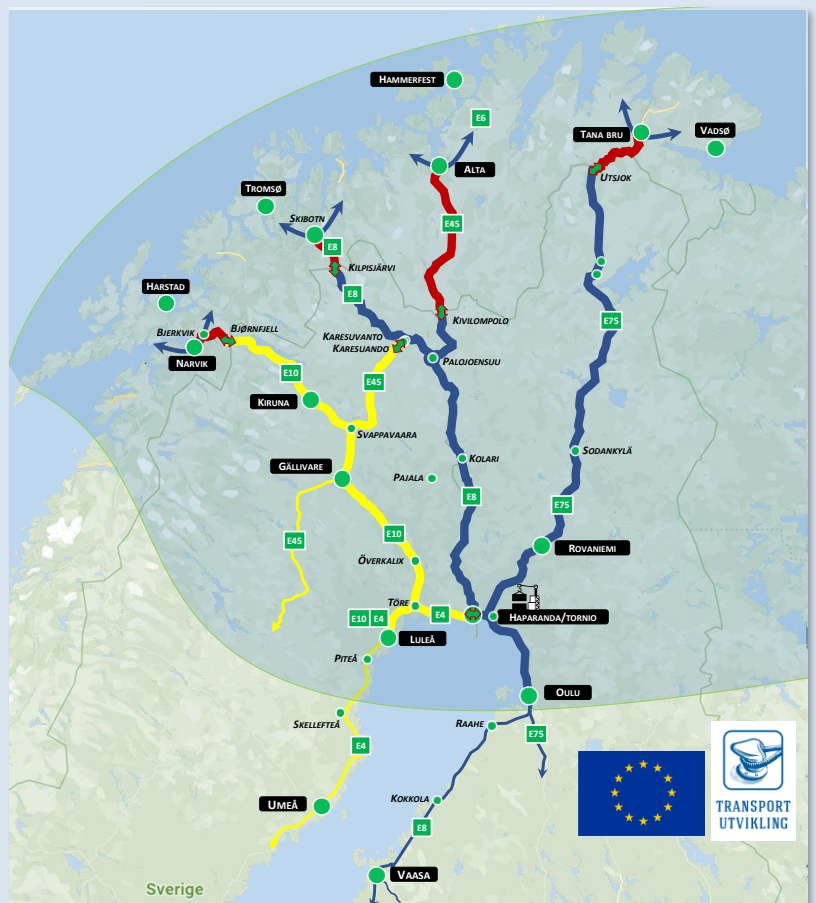 HAMMERFEST
E6
TANA BRU
VADSØ
ALTA
UTSJOK
TROMSØ
SKIBOTN
E45
E8
KILPISJÄRVI
HARSTAD
E8
KIVILOMPOLO
E75
BJERKVIK
BJØRNFJELL
KARESUVANTO
KARESUANDO
NARVIK
PALOJOENSUU
E10
E45
KIRUNA
SVAPPAVAARA
SODANKYLÄ
KOLARI
GÄLLIVARE
PAJALA
E8
E75
E10
E45
ROVANIEMI
ÖVERKALIX
TÖRE
E10 E4
E4
HAPARANDA/TORNIO
LULEÅ
PITEÅ
OULU
SKELLEFTEÅ
RAAHE
E75
E4
KOKKOLA
UMEÅ
E8
TRANSPORT
UTVIKLING
VAASA
Sverige